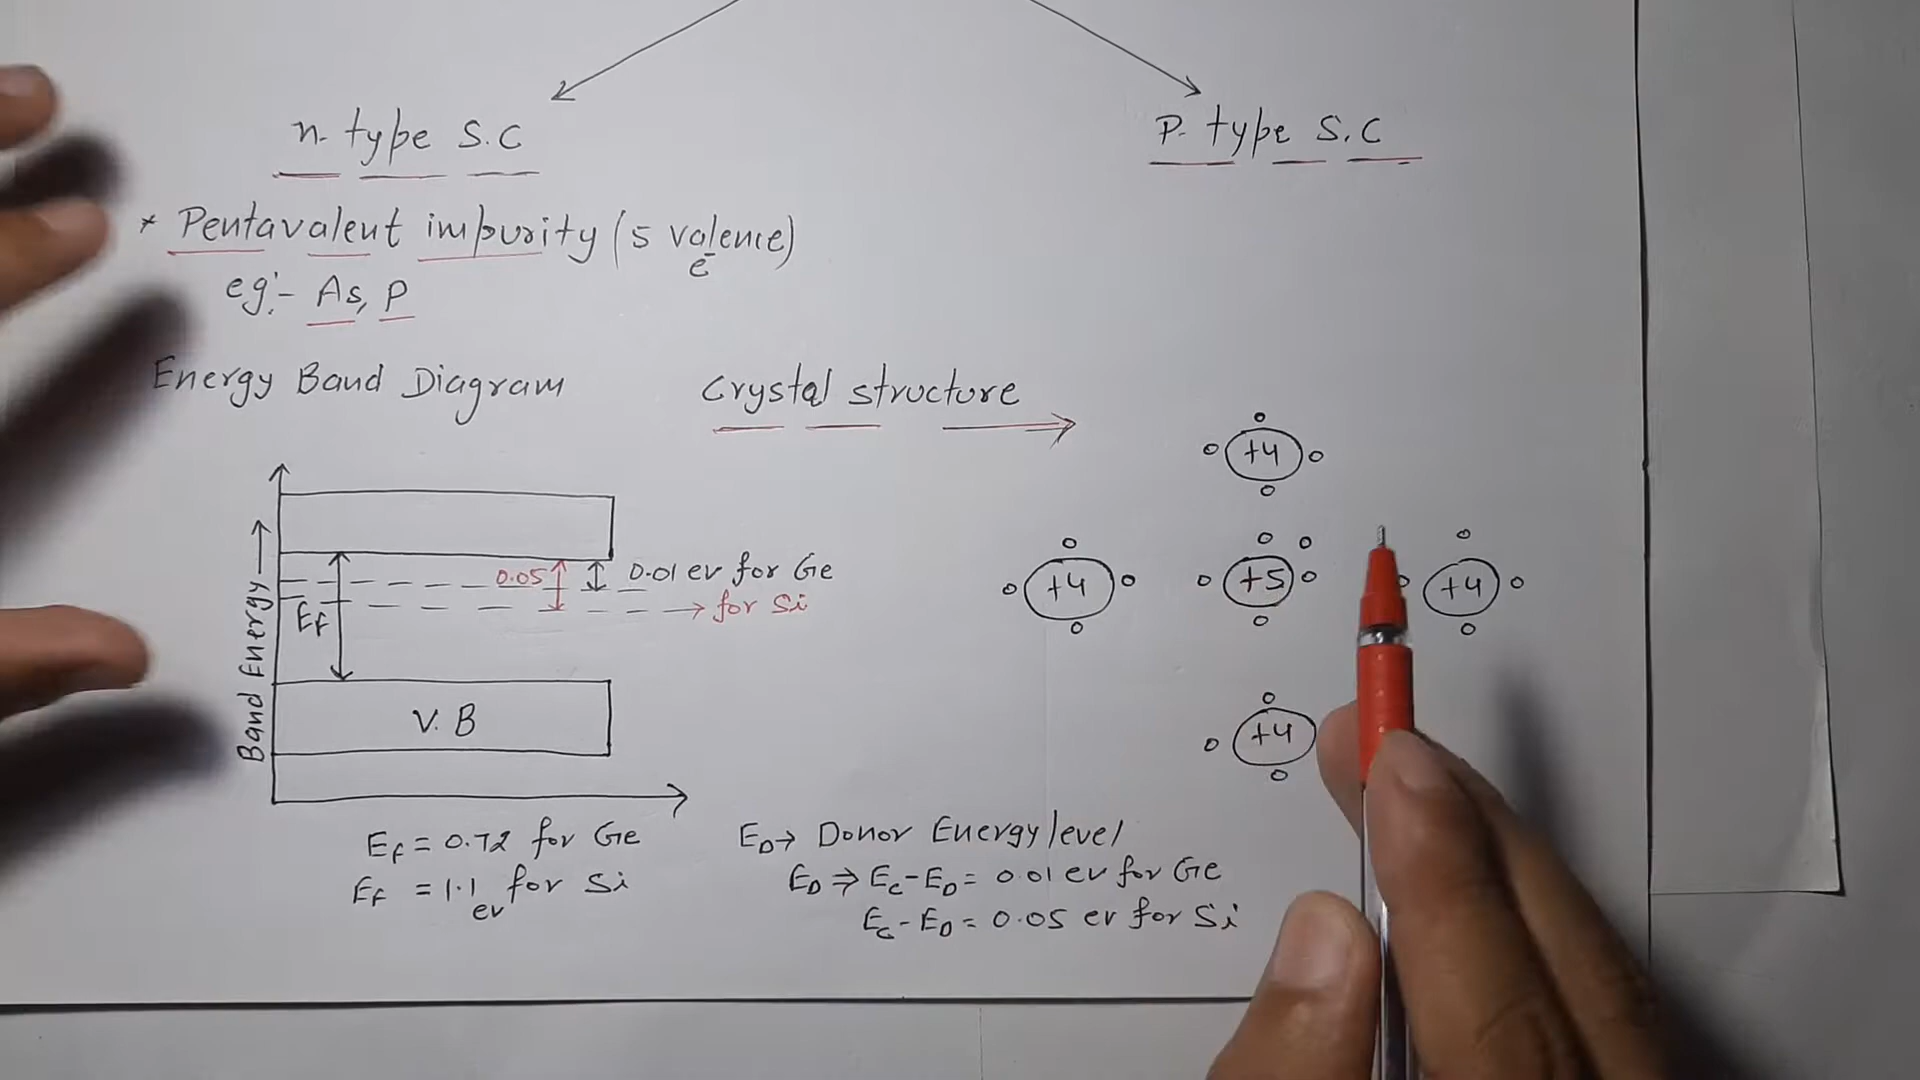 n-type S.C
P-type S.C
* Pentavalent impurity (5 valence)
e-
eg:- As, P
Energy Band Diagram
Crystal structure
+4
0.05
0.01 ev for Ge
for Si
Ef
+4
+5
+4
Band Energy
V.B
+4
Ef = 0.72 for Ge
Ef = 1.1 for Si
ev
ED→ Donor Energy level
ED ⇒ Ec-ED = 0.01 ev for Ge
Ec-ED = 0.05 ev for Si